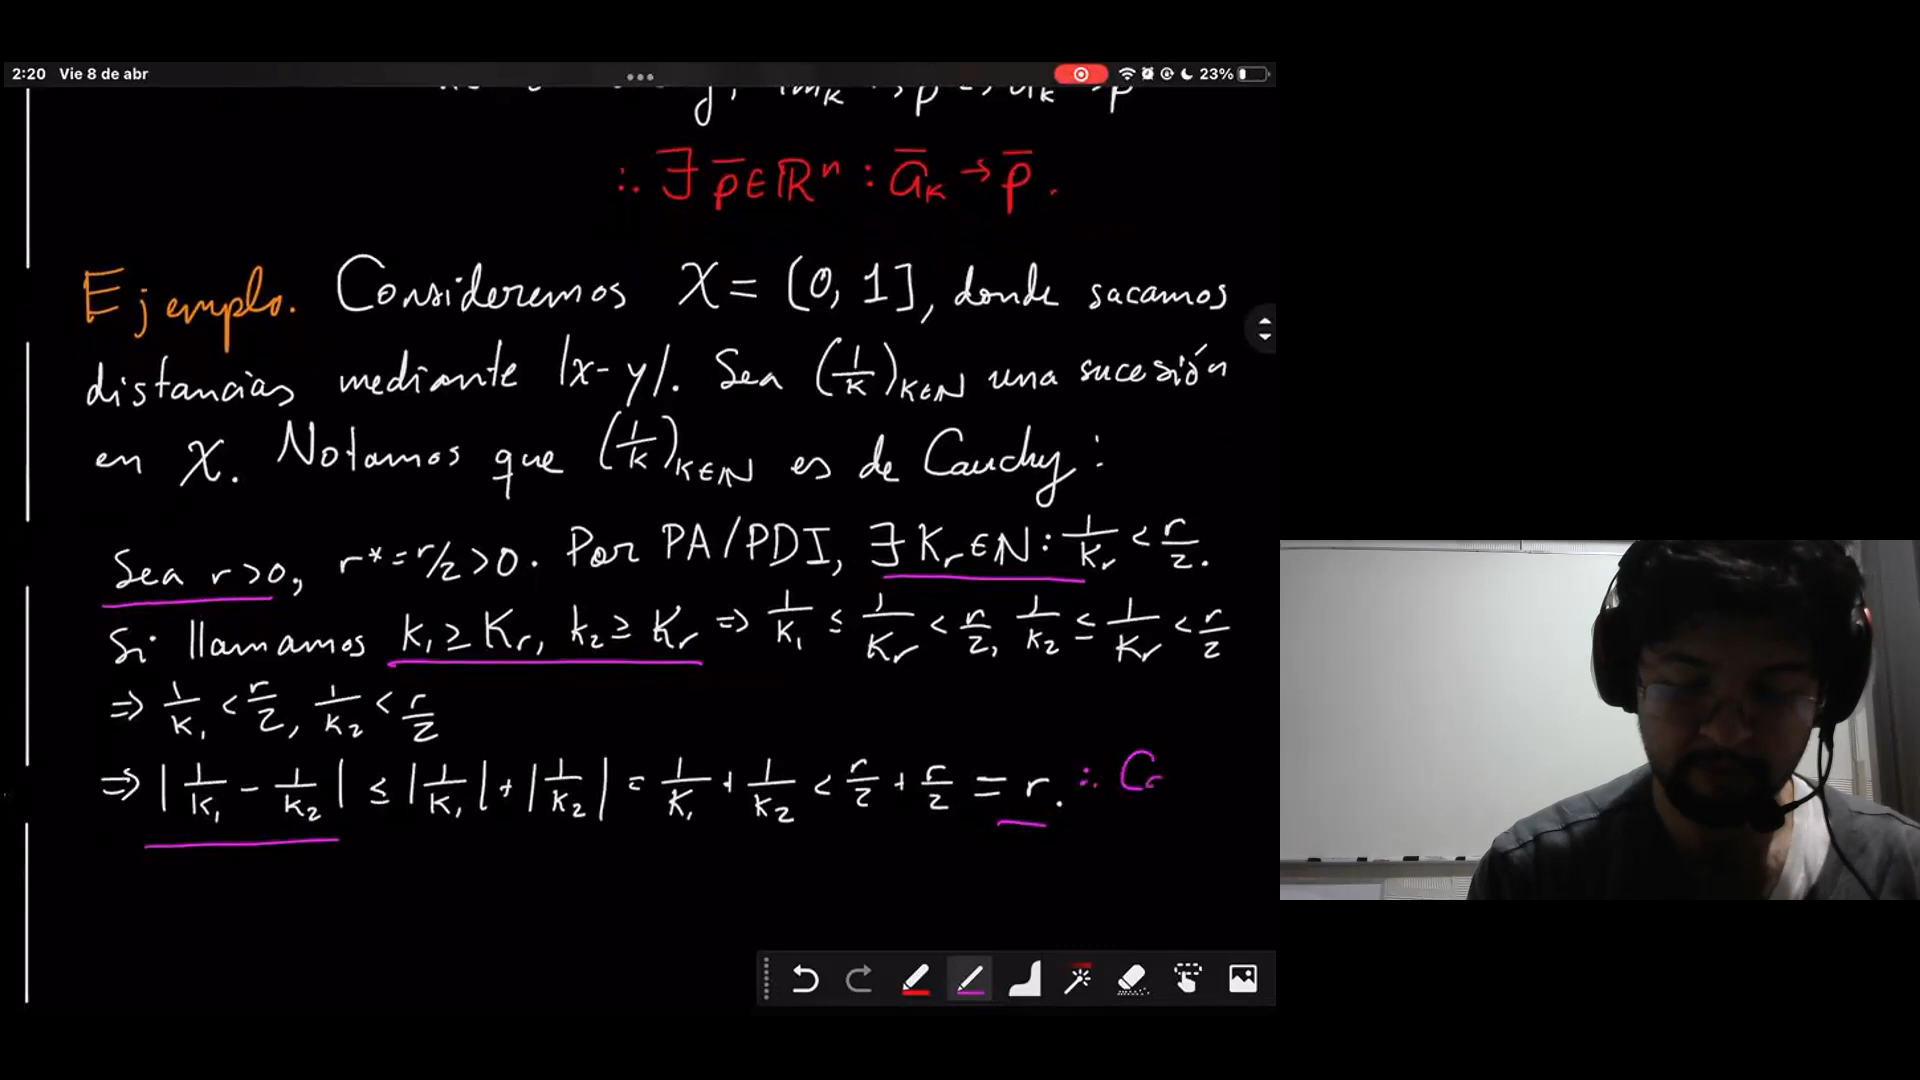 2:20 Vie 8 de abr
23%
∴ ∃ p̄ ∈ ℝⁿ : āₖ → p̄.
Ejemplo. Consideremos X = (0, 1], donde sacamos
distancias mediante |x-y|. Sea (1/k)ₖ∈ℕ una sucesión
en X. Notamos que (1/k)ₖ∈ℕ es de Cauchy:
Sea r>0, r*=r/2>0. Por PA/PDI, ∃ Kᵣ∈ℕ: 1/Kᵣ < r/2.
Si llamamos k₁ ≥ Kᵣ, k₂ ≥ Kᵣ ⇒ 1/k₁ ≤ 1/Kᵣ < r/2, 1/k₂ ≤ 1/Kᵣ < r/2
⇒ 1/k₁ < r/2, 1/k₂ < r/2
⇒ |1/k₁ - 1/k₂| ≤ |1/k₁| + |1/k₂| = 1/k₁ + 1/k₂ < r/2 + r/2 = r. ∴ C